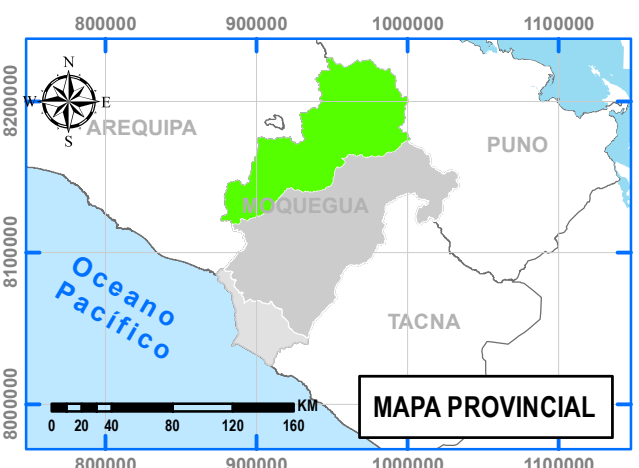 800000 900000 1000000 1100000
N
W E
S
8200000
AREQUIPA
PUNO
MOQUEGUA
8100000
Oceano
Pacífico
TACNA
8000000
KM
0 20 40 80 120 160
MAPA PROVINCIAL
800000 900000 1000000 1100000